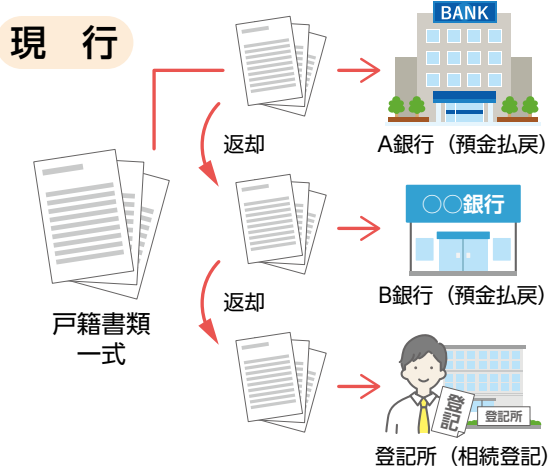 現 行
BANK
返却
A銀行（預金払戻）
〇〇銀行
戸籍書類
一式
返却
B銀行（預金払戻）
登記
登記所
登記所（相続登記）